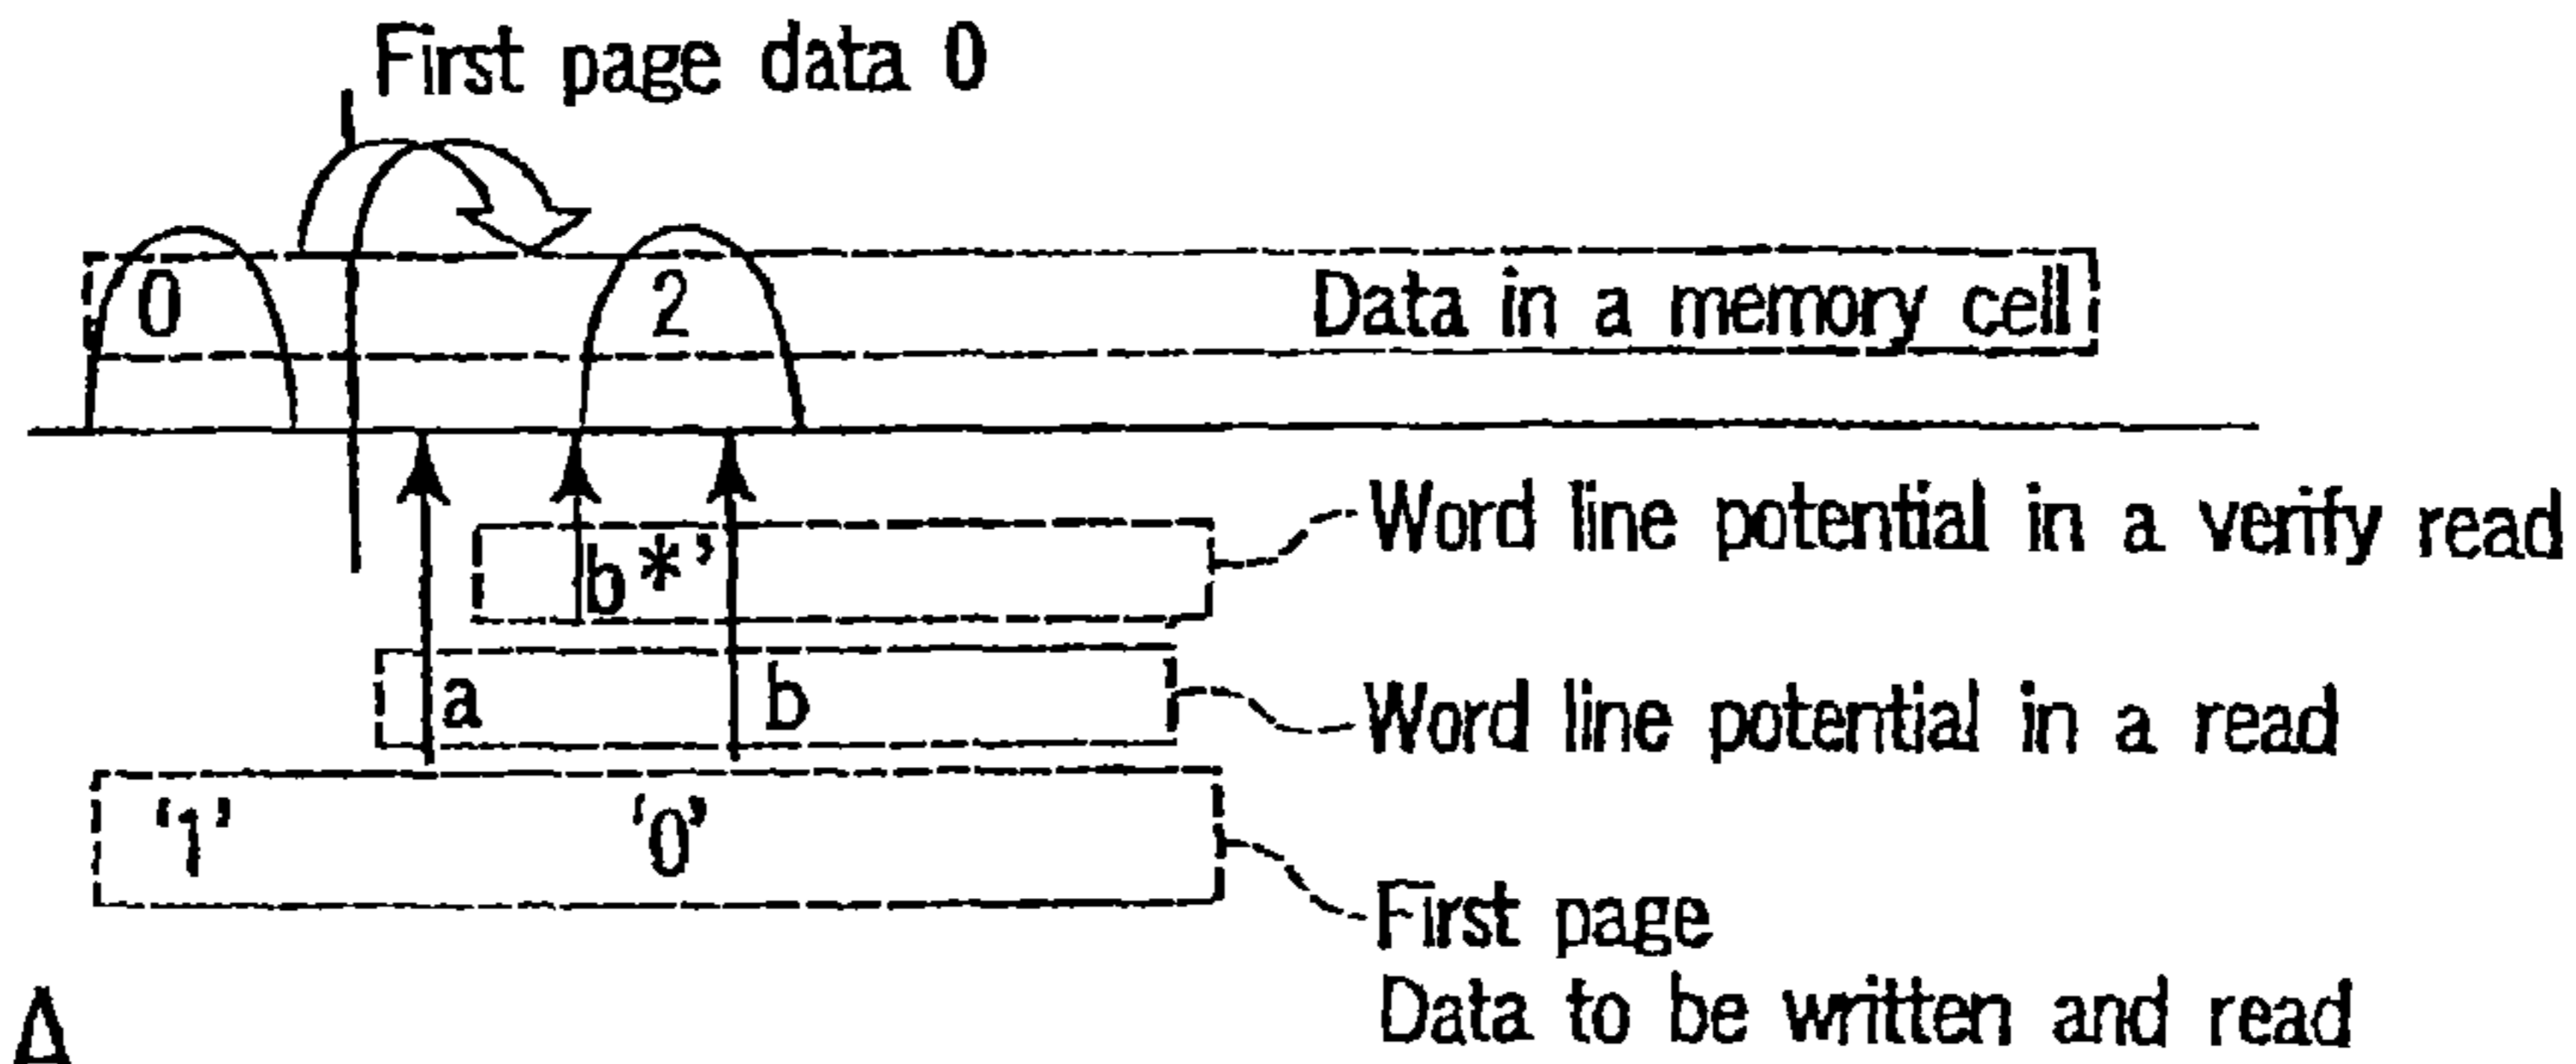 First page data 0
0 2 Data in a memory cell
b*' Word line potential in a verify read
a b Word line potential in a read
'1' '0'
First page
Data to be written and read
A